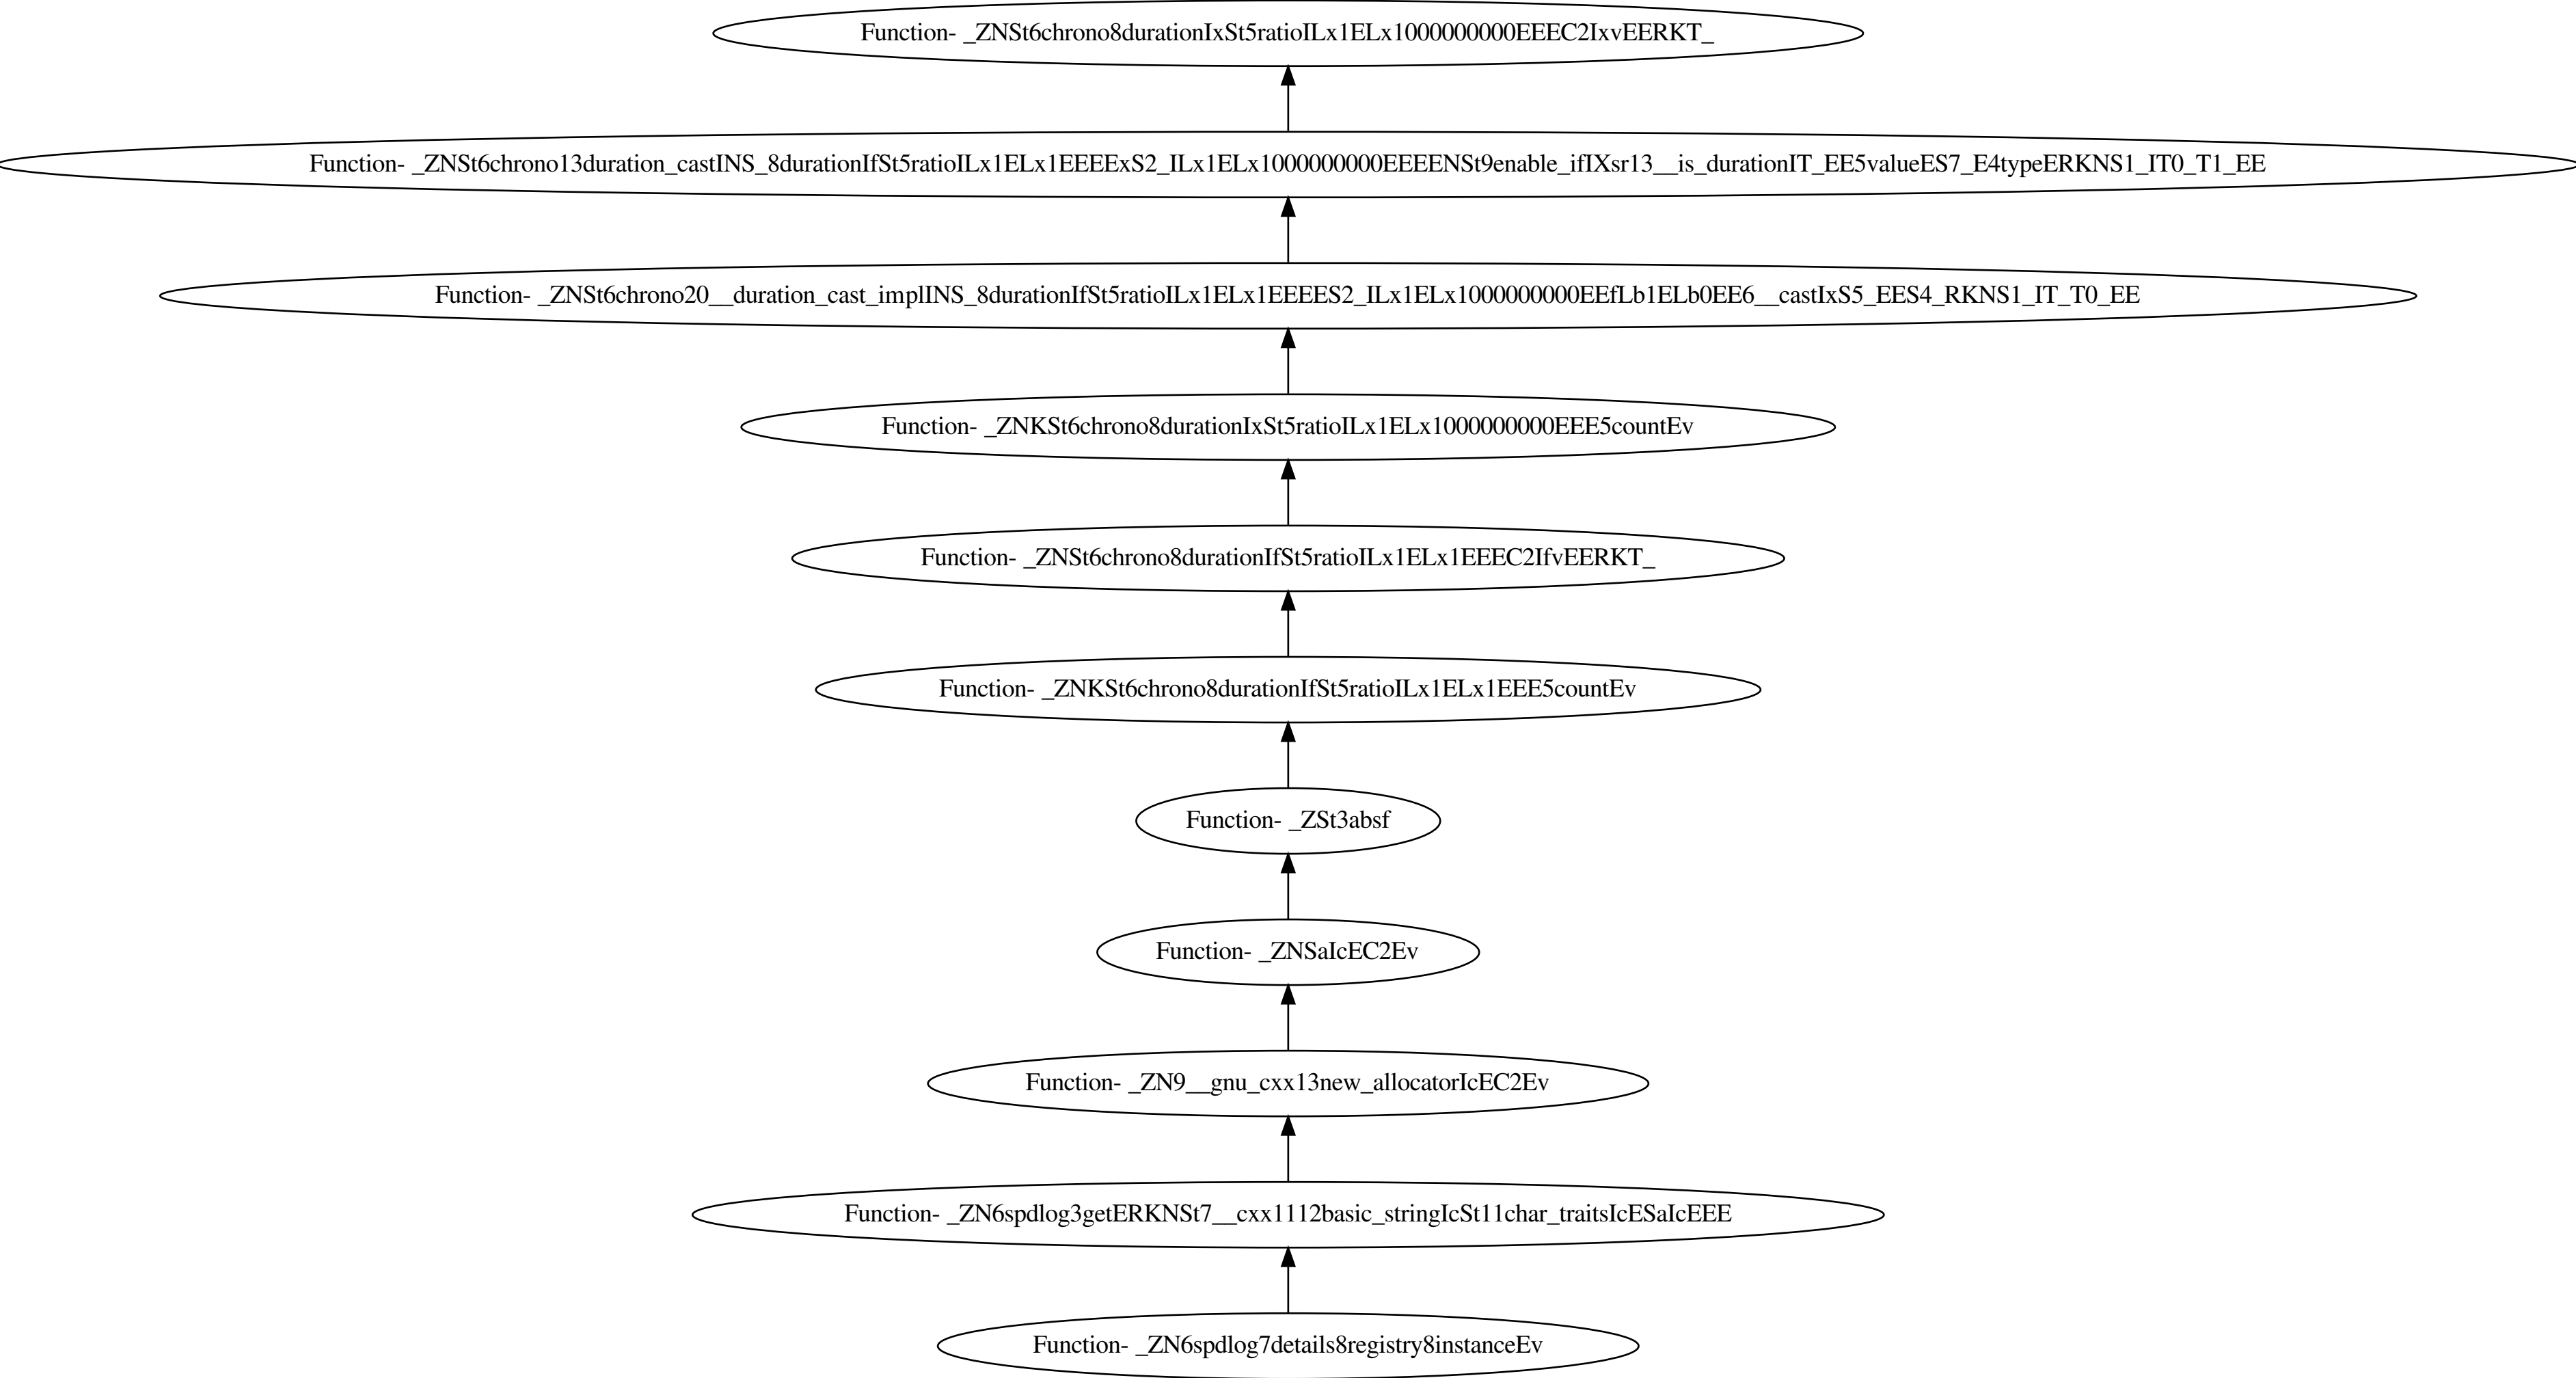 Function- _ZNSt6chrono8durationIxSt5ratioILx1ELx1000000000EEEC2IxvEERKT_
Function- _ZNSt6chrono13duration_castINS_8durationIfSt5ratioILx1ELx1EEEExS2_ILx1ELx1000000000EEEENSt9enable_ifIXsr13__is_durationIT_EE5valueES7_E4typeERKNS1_IT0_T1_EE
Function- _ZNSt6chrono20__duration_cast_implINS_8durationIfSt5ratioILx1ELx1EEEES2_ILx1ELx1000000000EEfLb1ELb0EE6__castIxS5_EES4_RKNS1_IT_T0_EE
Function- _ZNKSt6chrono8durationIxSt5ratioILx1ELx1000000000EEE5countEv
Function- _ZNSt6chrono8durationIfSt5ratioILx1ELx1EEEC2IfvEERKT_
Function- _ZNKSt6chrono8durationIfSt5ratioILx1ELx1EEE5countEv
Function- _ZSt3absf
Function- _ZNSaIcEC2Ev
Function- _ZN9__gnu_cxx13new_allocatorIcEC2Ev
Function- _ZN6spdlog3getERKNSt7__cxx1112basic_stringIcSt11char_traitsIcESaIcEEE
Function- _ZN6spdlog7details8registry8instanceEv